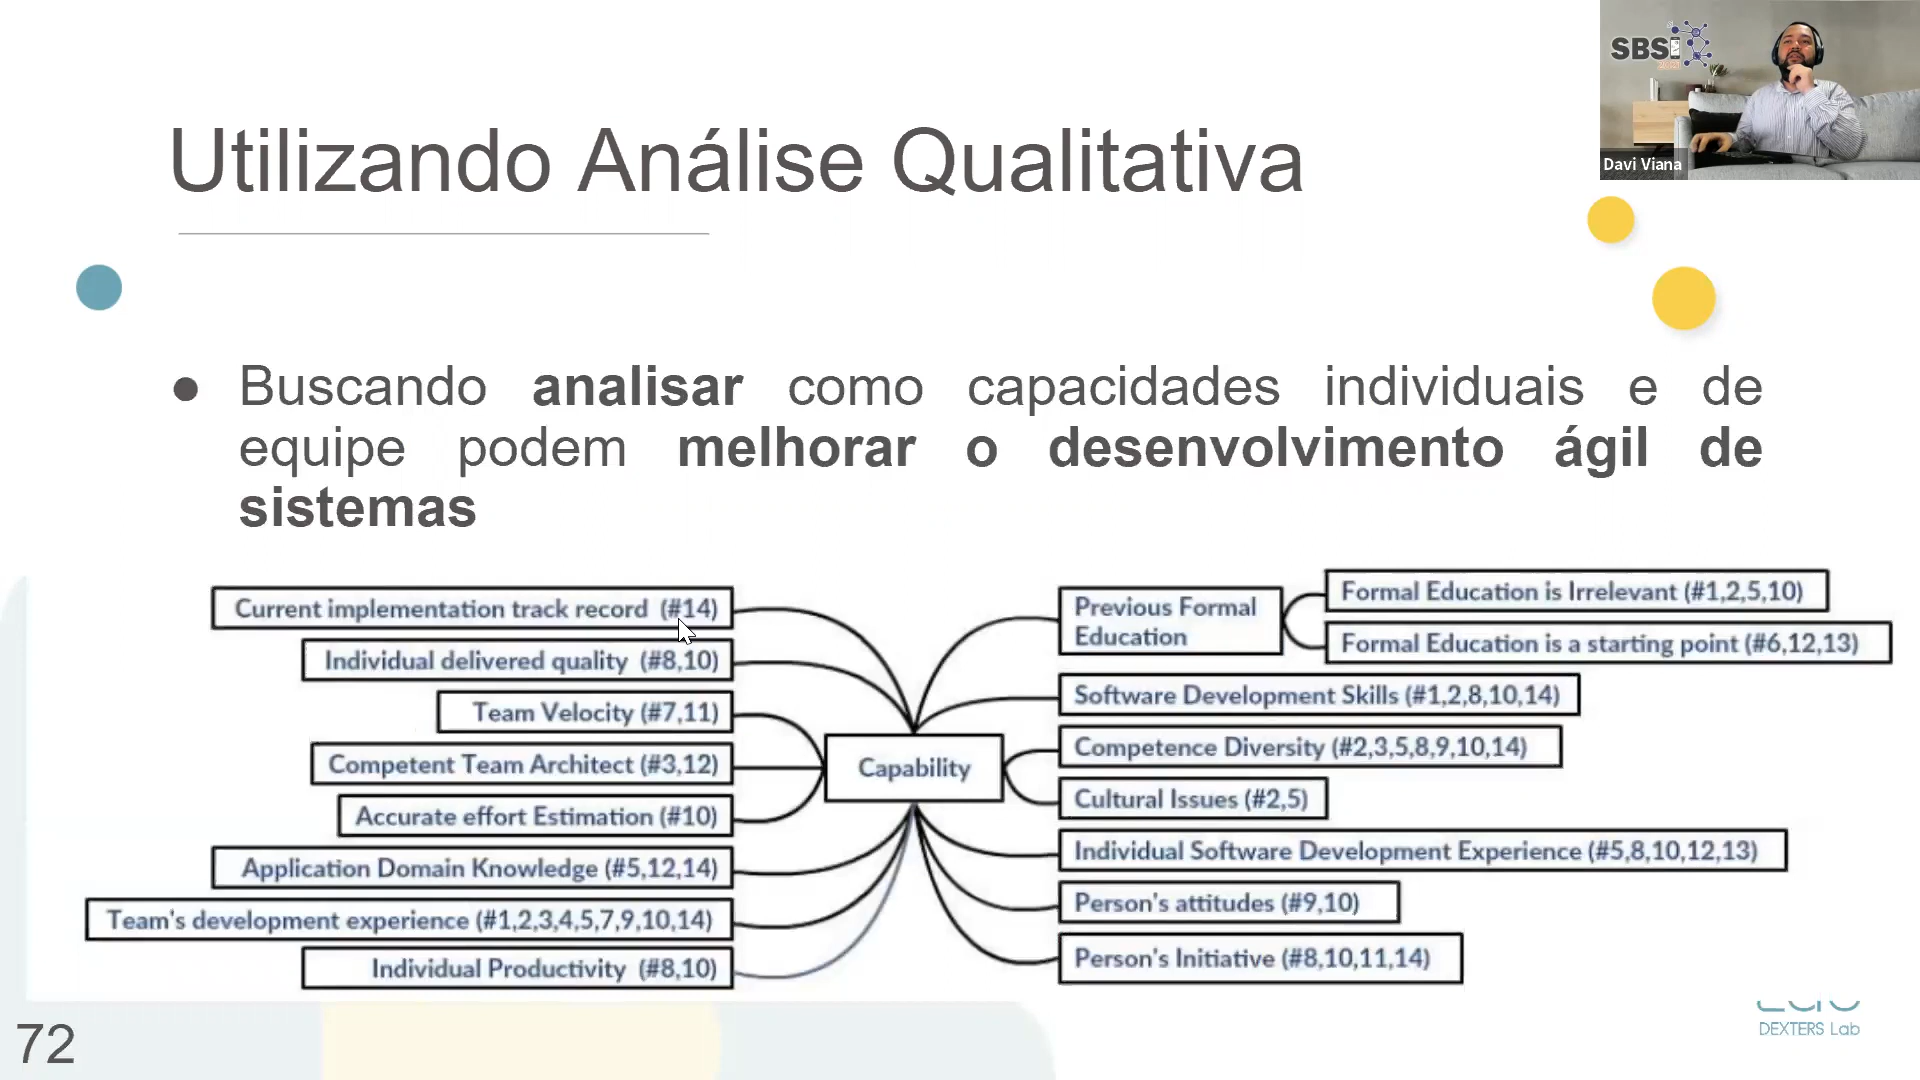 SBSI
Davi Viana
Utilizando Análise Qualitativa
● Buscando analisar como capacidades individuais e de
equipe podem melhorar o desenvolvimento ágil de
sistemas
Current implementation track record (#14)
Individual delivered quality (#8,10)
Team Velocity (#7,11)
Competent Team Architect (#3,12)
Accurate effort Estimation (#10)
Application Domain Knowledge (#5,12,14)
Team's development experience (#1,2,3,4,5,7,9,10,14)
Individual Productivity (#8,10)
Capability
Previous Formal
Education
Formal Education is Irrelevant (#1,2,5,10)
Formal Education is a starting point (#6,12,13)
Software Development Skills (#1,2,8,10,14)
Competence Diversity (#2,3,5,8,9,10,14)
Cultural Issues (#2,5)
Individual Software Development Experience (#5,8,10,12,13)
Person's attitudes (#9,10)
Person's Initiative (#8,10,11,14)
72
DEXTERS Lab